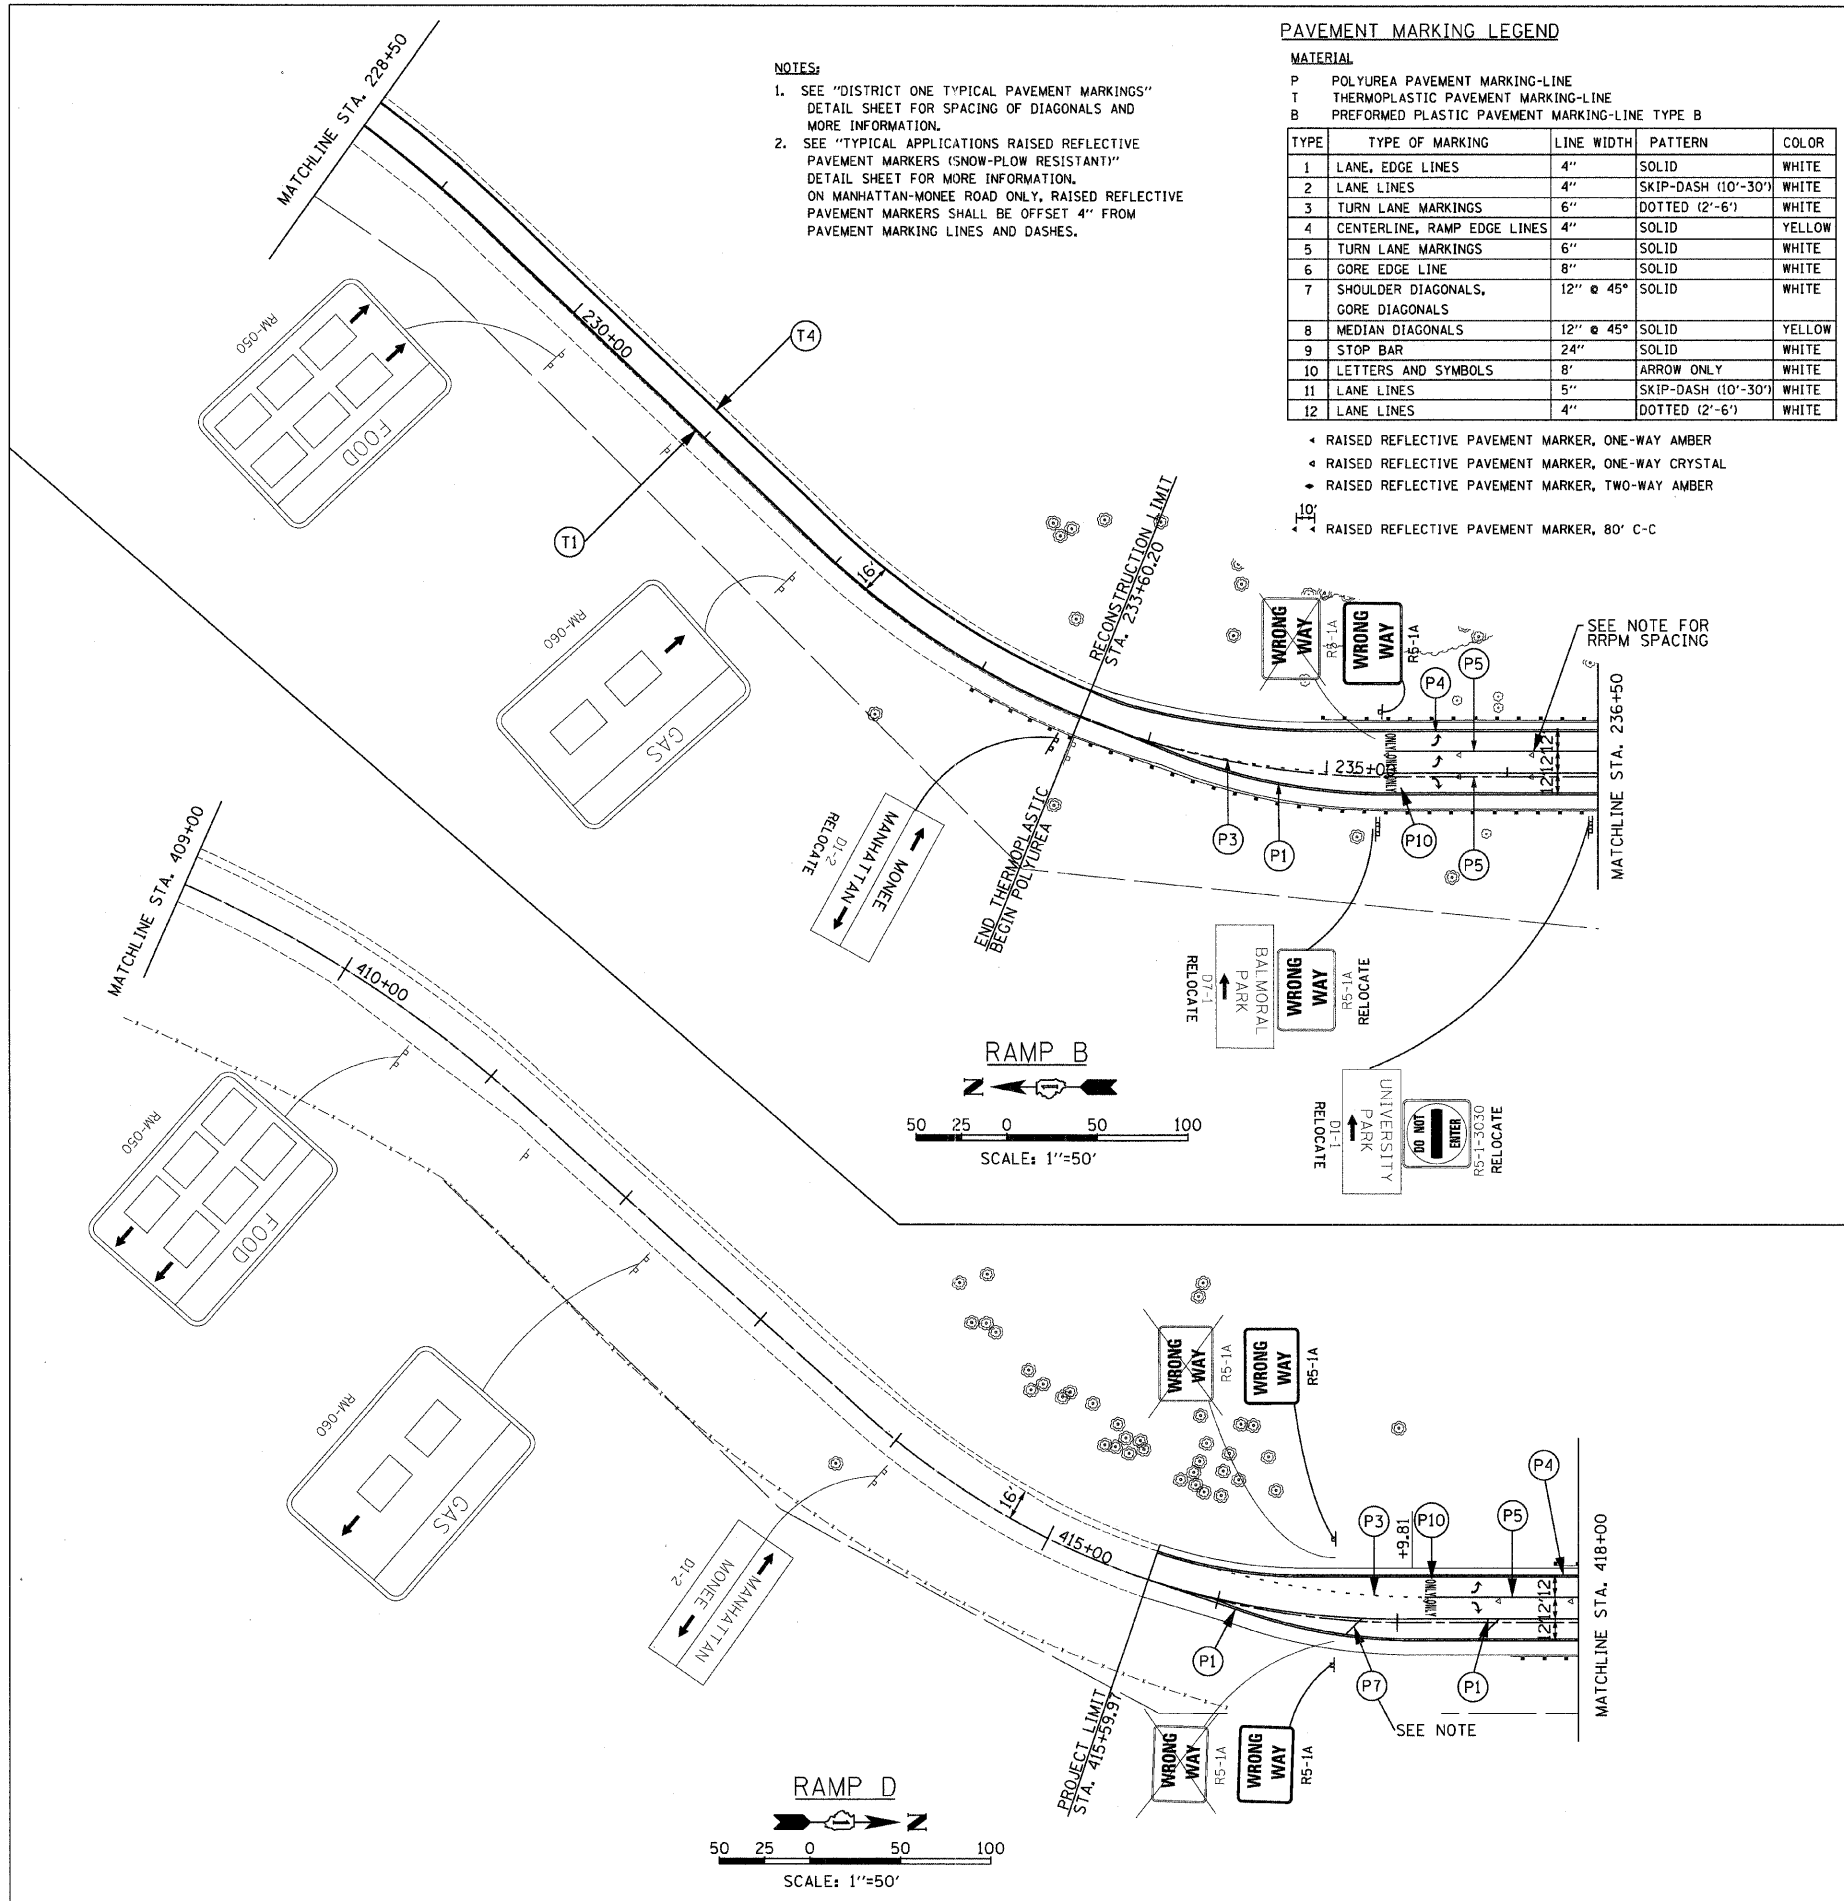 PAVEMENT MARKING LEGEND
MATERIAL
P POLYUREA PAVEMENT MARKING-LINE
T THERMOPLASTIC PAVEMENT MARKING-LINE
B PREFORMED PLASTIC PAVEMENT MARKING-LINE TYPE B
TYPE TYPE OF MARKING LINE WIDTH PATTERN COLOR
1 LANE, EDGE LINES 4" SOLID WHITE
2 LANE LINES 4" SKIP-DASH (10'-30') WHITE
3 TURN LANE MARKINGS 6" DOTTED (2'-6') WHITE
4 CENTERLINE, RAMP EDGE LINES 4" SOLID YELLOW
5 TURN LANE MARKINGS 6" SOLID WHITE
6 GORE EDGE LINE 8" SOLID WHITE
7 SHOULDER DIAGONALS, 12" @ 45° SOLID WHITE
GORE DIAGONALS
8 MEDIAN DIAGONALS 12" @ 45° SOLID YELLOW
9 STOP BAR 24" SOLID WHITE
10 LETTERS AND SYMBOLS 8' ARROW ONLY WHITE
11 LANE LINES 5" SKIP-DASH (10'-30') WHITE
12 LANE LINES 4" DOTTED (2'-6') WHITE
RAISED REFLECTIVE PAVEMENT MARKER, ONE-WAY AMBER
RAISED REFLECTIVE PAVEMENT MARKER, ONE-WAY CRYSTAL
RAISED REFLECTIVE PAVEMENT MARKER, TWO-WAY AMBER
10'
RAISED REFLECTIVE PAVEMENT MARKER, 80' C-C
NOTES:
1. SEE "DISTRICT ONE TYPICAL PAVEMENT MARKINGS"
DETAIL SHEET FOR SPACING OF DIAGONALS AND
MORE INFORMATION.
2. SEE "TYPICAL APPLICATIONS RAISED REFLECTIVE
PAVEMENT MARKERS (SNOW-PLOW RESISTANT)"
DETAIL SHEET FOR MORE INFORMATION.
ON MANHATTAN-MONEE ROAD ONLY, RAISED REFLECTIVE
PAVEMENT MARKERS SHALL BE OFFSET 4" FROM
PAVEMENT MARKING LINES AND DASHES.
MATCHLINE STA. 228+50
RM-050
FOOD
230+00
T4
T1
RM-060
GAS
16'
RECONSTRUCTION LIMIT
STA. 233+60.20
END THERMOPLASTIC
BEGIN POLYUREA
WRONG
WAY
R5-1A
WRONG
WAY
R5-1A
SEE NOTE FOR
RRPM SPACING
P4
P5
235+0
ONLY
ONLY
ONLY
12'
12'
12'
MATCHLINE STA. 236+50
P3
P1
P10
P5
MONEE
MANHATTAN
D1-2
RELOCATE
BALMORAL
PARK
D7-1
RELOCATE
WRONG
WAY
R5-1A
RELOCATE
UNIVERSITY
PARK
D1-1
RELOCATE
DO NOT
ENTER
R5-1-3030
RELOCATE
RAMP B
N
1
50 25 0 50 100
SCALE: 1"=50'
MATCHLINE STA. 409+00
410+00
RM-050
FOOD
RM-060
GAS
MANHATTAN
MONEE
D1-2
16'
415+00
PROJECT LIMIT
STA. 415+59.97
WRONG
WAY
R5-1A
WRONG
WAY
R5-1A
P3
+9.81
P10
P5
P4
ONLY
ONLY
12'
12'
12'
MATCHLINE STA. 418+00
P1
P7
P1
SEE NOTE
WRONG
WAY
R5-1A
WRONG
WAY
R5-1A
RAMP D
1
N
50 25 0 50 100
SCALE: 1"=50'